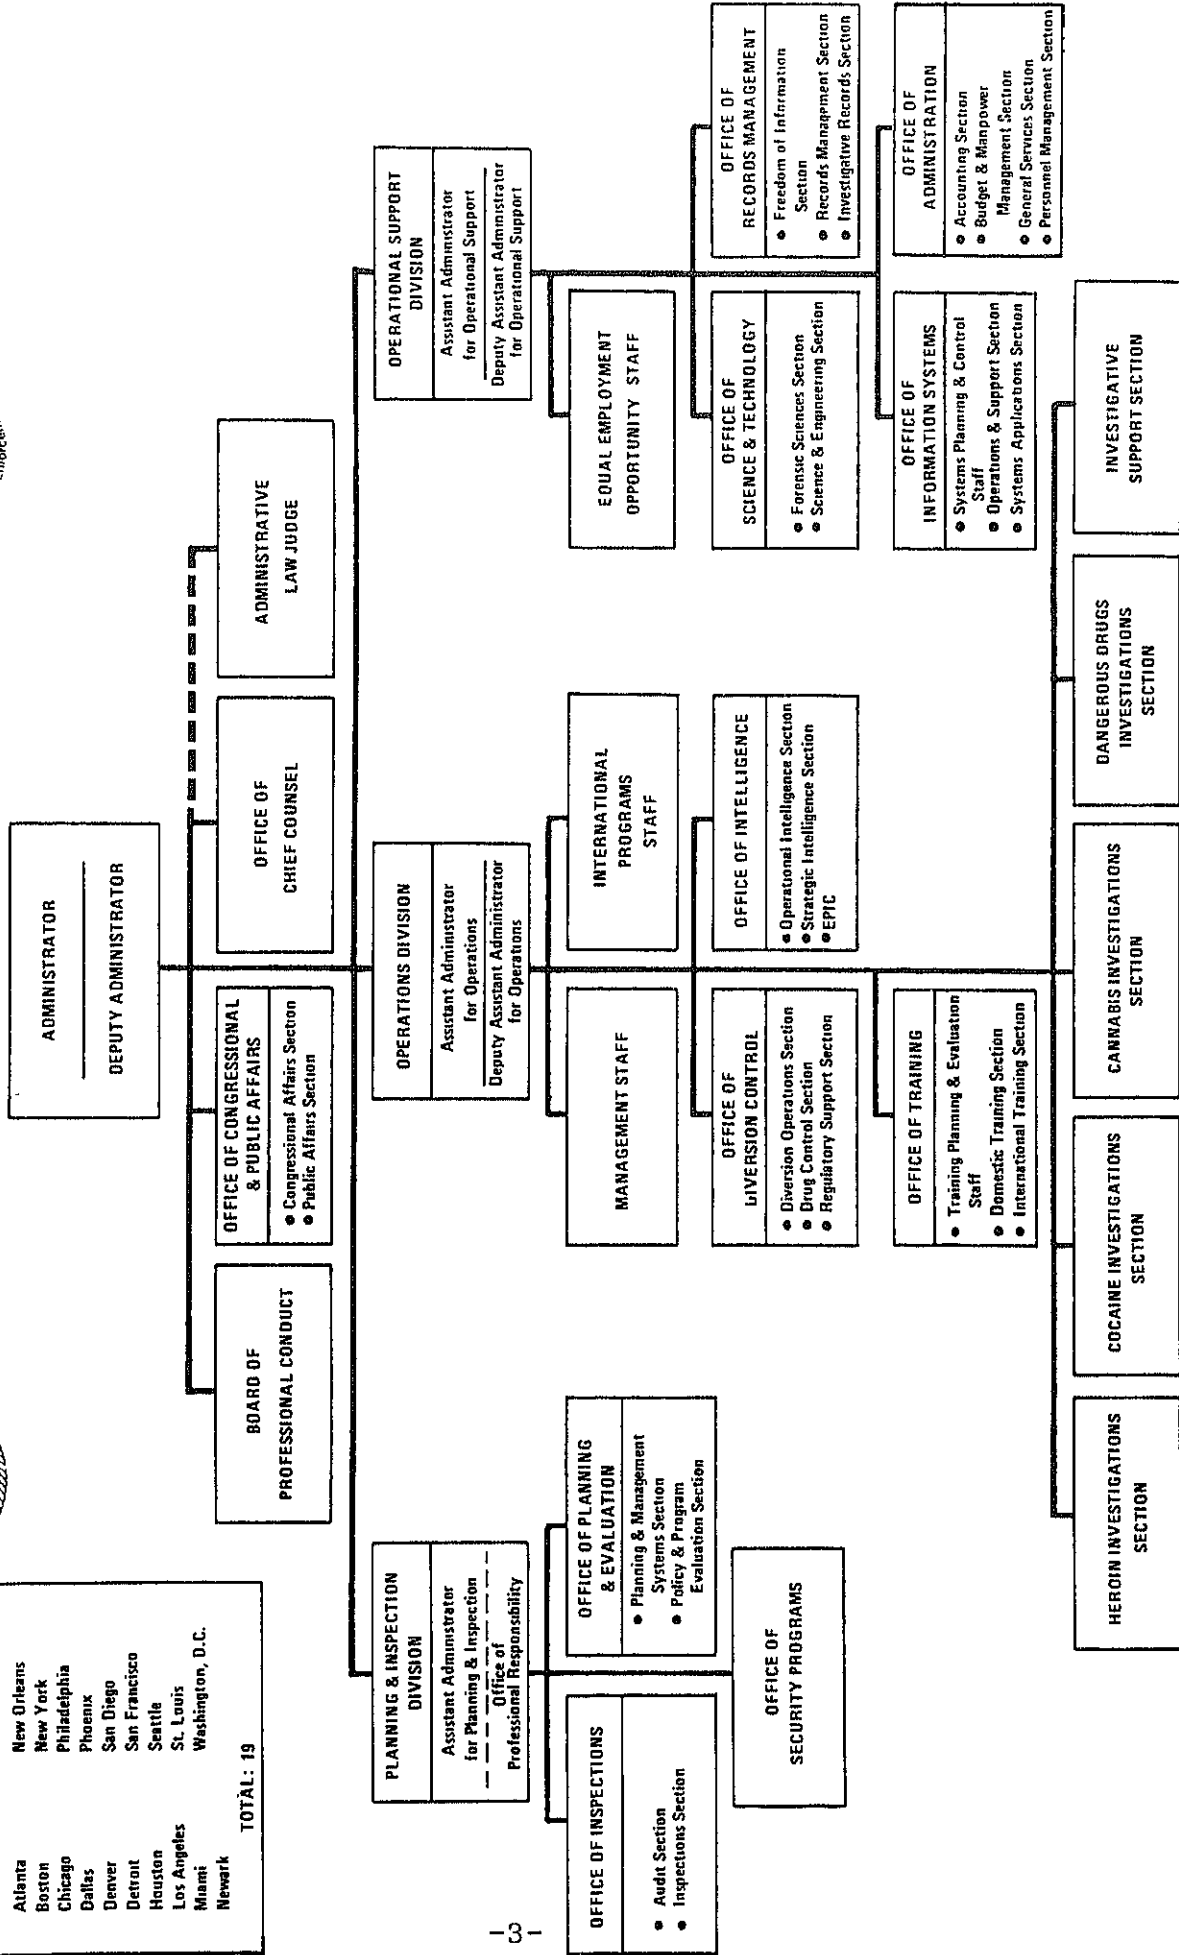 Enforcem
Atlanta
Boston
Chicago
Dallas
Denver
Detroit
Houston
Los Angeles
Miami
Newark
New Orleans
New York
Philadelphia
Phoenix
San Diego
San Francisco
Seattle
St. Louis
Washington, D.C.
TOTAL: 19
ADMINISTRATOR
DEPUTY ADMINISTRATOR
BOARD OF
PROFESSIONAL CONDUCT
OFFICE OF CONGRESSIONAL
& PUBLIC AFFAIRS
• Congressional Affairs Section
• Public Affairs Section
OFFICE OF
CHIEF COUNSEL
ADMINISTRATIVE
LAW JUDGE
PLANNING & INSPECTION
DIVISION
Assistant Administrator
for Planning & Inspection
Office of
Professional Responsibility
OPERATIONS DIVISION
Assistant Administrator
for Operations
Deputy Assistant Administrator
for Operations
OPERATIONAL SUPPORT
DIVISION
Assistant Administrator
for Operational Support
Deputy Assistant Administrator
for Operational Support
OFFICE OF INSPECTIONS
• Audit Section
• Inspections Section
OFFICE OF PLANNING
& EVALUATION
• Planning & Management
Systems Section
• Policy & Program
Evaluation Section
OFFICE OF
SECURITY PROGRAMS
MANAGEMENT STAFF
INTERNATIONAL
PROGRAMS
STAFF
OFFICE OF
DIVERSION CONTROL
• Diversion Operations Section
• Drug Control Section
• Regulatory Support Section
OFFICE OF INTELLIGENCE
• Operational Intelligence Section
• Strategic Intelligence Section
• EPIC
OFFICE OF TRAINING
• Training Planning & Evaluation
Staff
• Domestic Training Section
• International Training Section
EQUAL EMPLOYMENT
OPPORTUNITY STAFF
OFFICE OF
SCIENCE & TECHNOLOGY
• Forensic Sciences Section
• Science & Engineering Section
OFFICE OF
RECORDS MANAGEMENT
• Freedom of Information
Section
• Records Management Section
• Investigative Records Section
OFFICE OF
INFORMATION SYSTEMS
• Systems Planning & Control
Staff
• Operations & Support Section
• Systems Applications Section
OFFICE OF
ADMINISTRATION
• Accounting Section
• Budget & Manpower
Management Section
• General Services Section
• Personnel Management Section
HEROIN INVESTIGATIONS
SECTION
COCAINE INVESTIGATIONS
SECTION
CANNABIS INVESTIGATIONS
SECTION
DANGEROUS DRUGS
INVESTIGATIONS
SECTION
INVESTIGATIVE
SUPPORT SECTION
-3-